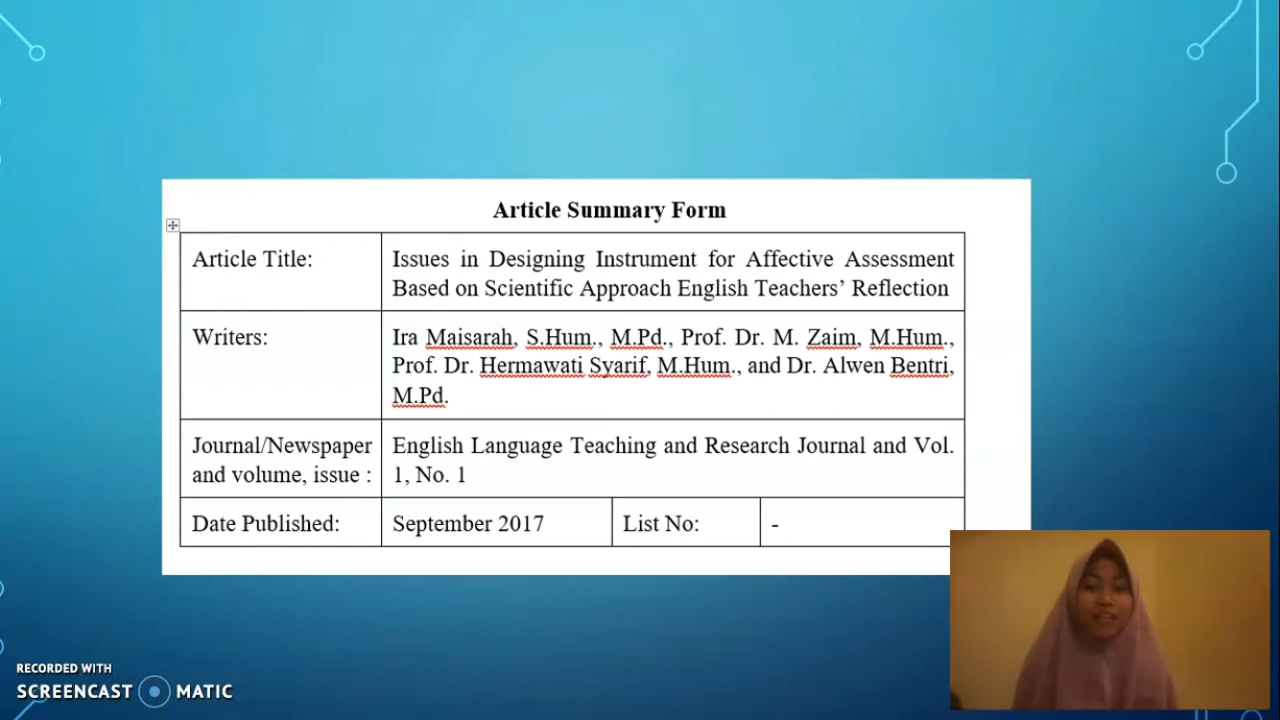 Article Summary Form
Article Title:
Issues in Designing Instrument for Affective Assessment
Based on Scientific Approach English Teachers’ Reflection
Writers:
Ira Maisarah, S.Hum., M.Pd., Prof. Dr. M. Zaim, M.Hum.,
Prof. Dr. Hermawati Syarif, M.Hum., and Dr. Alwen Bentri,
M.Pd.
Journal/Newspaper
and volume, issue :
English Language Teaching and Research Journal and Vol.
1, No. 1
Date Published:
September 2017
List No:
-
RECORDED WITH
SCREENCAST MATIC